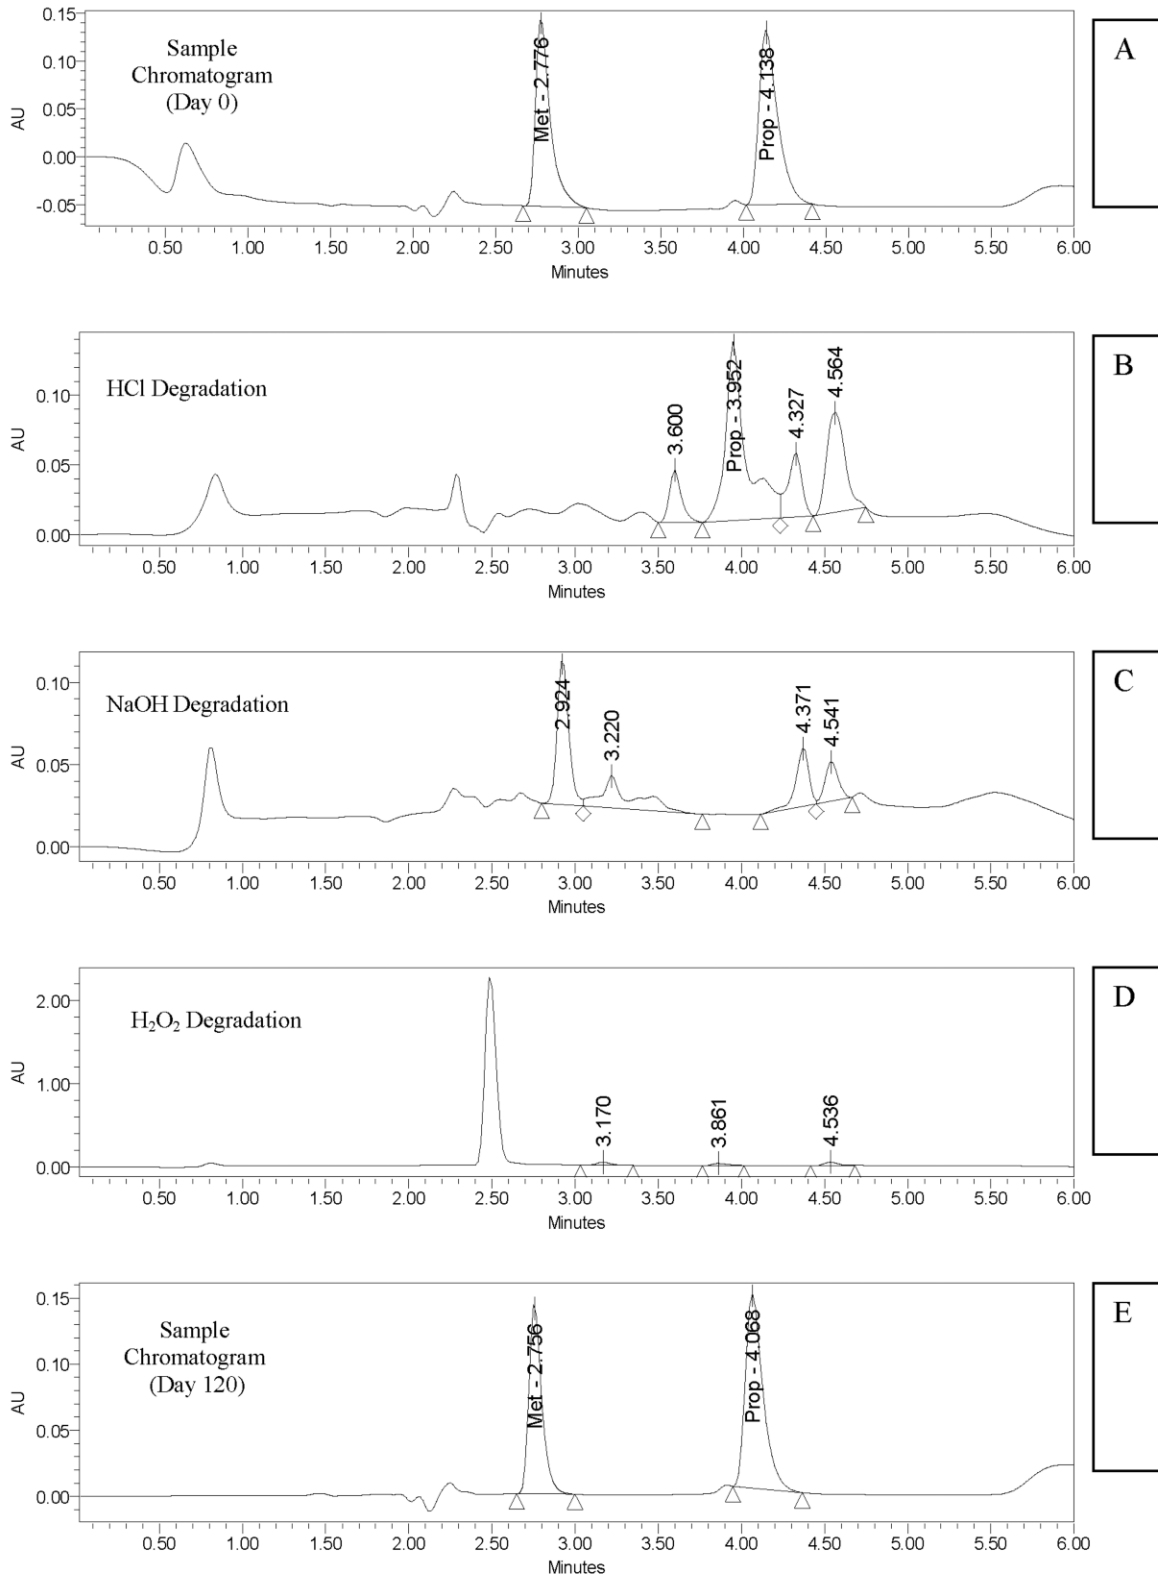 A
Sample
Chromatogram
(Day 0)
AU
0.15
0.10
0.05
0.00
-0.05
Met - 2.776
Prop - 4.138
0.50 1.00 1.50 2.00 2.50 3.00 3.50 4.00 4.50 5.00 5.50 6.00
Minutes
B
HCl Degradation
AU
0.10
0.05
0.00
3.600
Prop - 3.952
4.327
4.564
0.50 1.00 1.50 2.00 2.50 3.00 3.50 4.00 4.50 5.00 5.50 6.00
Minutes
C
NaOH Degradation
AU
0.10
0.05
0.00
2.924
3.220
4.371
4.541
0.50 1.00 1.50 2.00 2.50 3.00 3.50 4.00 4.50 5.00 5.50 6.00
Minutes
D
H₂O₂ Degradation
AU
2.00
1.00
0.00
3.170
3.861
4.536
0.50 1.00 1.50 2.00 2.50 3.00 3.50 4.00 4.50 5.00 5.50 6.00
Minutes
E
Sample
Chromatogram
(Day 120)
AU
0.15
0.10
0.05
0.00
Met - 2.756
Prop - 4.068
0.50 1.00 1.50 2.00 2.50 3.00 3.50 4.00 4.50 5.00 5.50 6.00
Minutes